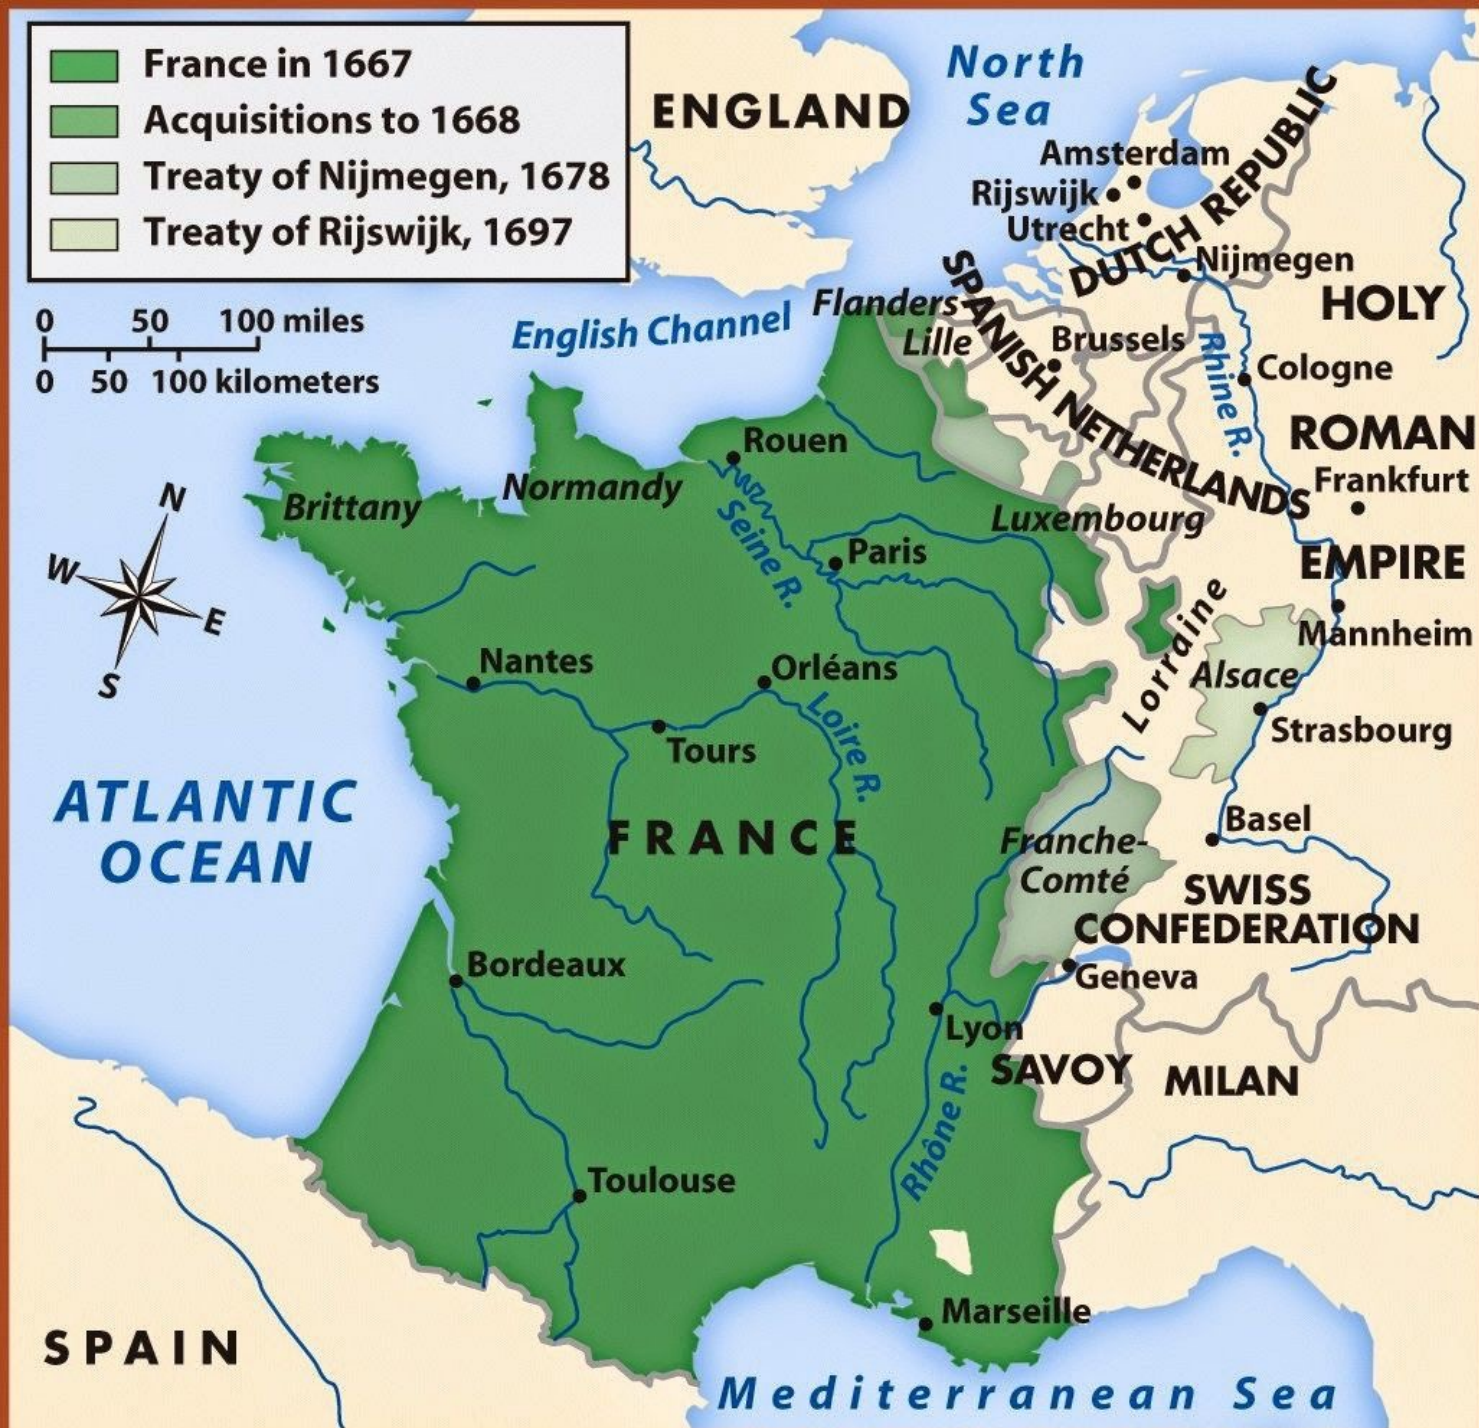 France in 1667
Acquisitions to 1668
Treaty of Nijmegen, 1678
Treaty of Rijswijk, 1697
0 50 100 miles
0 50 100 kilometers
N
W
E
S
ENGLAND
North
Sea
Amsterdam
Rijswijk
Utrecht
DUTCH REPUBLIC
Nijmegen
HOLY
ROMAN
EMPIRE
English Channel
Flanders
Lille
SPANISH NETHERLANDS
Brussels
Rhine R.
Cologne
Frankfurt
Luxembourg
Rouen
Normandy
Brittany
Seine R.
Paris
Lorraine
Mannheim
Alsace
Strasbourg
Nantes
Orléans
Tours
Loire R.
ATLANTIC
OCEAN
FRANCE
Franche-
Comté
Basel
SWISS
CONFEDERATION
Geneva
Bordeaux
Lyon
SAVOY
MILAN
Rhône R.
Toulouse
Marseille
SPAIN
Mediterranean Sea